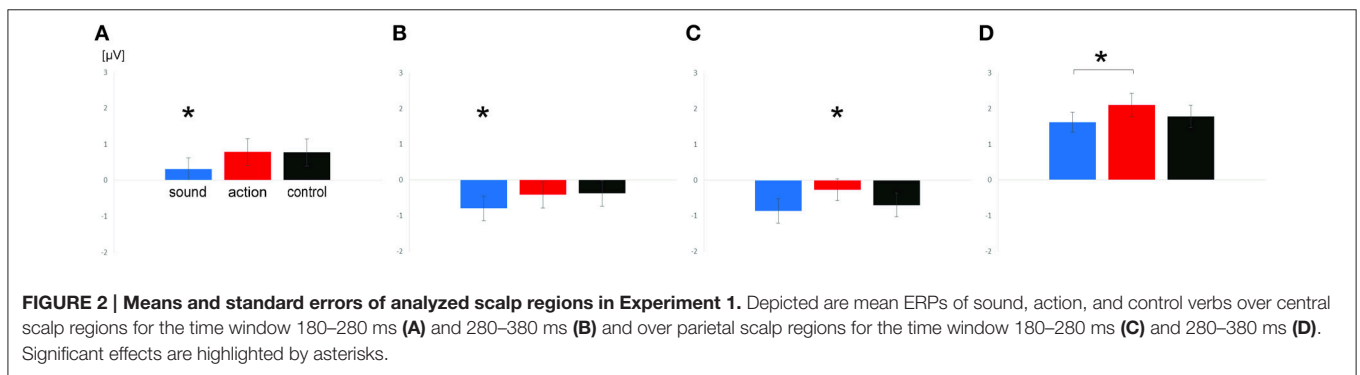 A
B
C
D
[µV]
3
2
1
0
-1
-2
*
sound
action
control
3
2
1
0
-1
-2
*
3
2
1
0
-1
-2
*
3
2
1
0
-1
-2
*
FIGURE 2 | Means and standard errors of analyzed scalp regions in Experiment 1. Depicted are mean ERPs of sound, action, and control verbs over central
scalp regions for the time window 180–280 ms (A) and 280–380 ms (B) and over parietal scalp regions for the time window 180–280 ms (C) and 280–380 ms (D).
Significant effects are highlighted by asterisks.